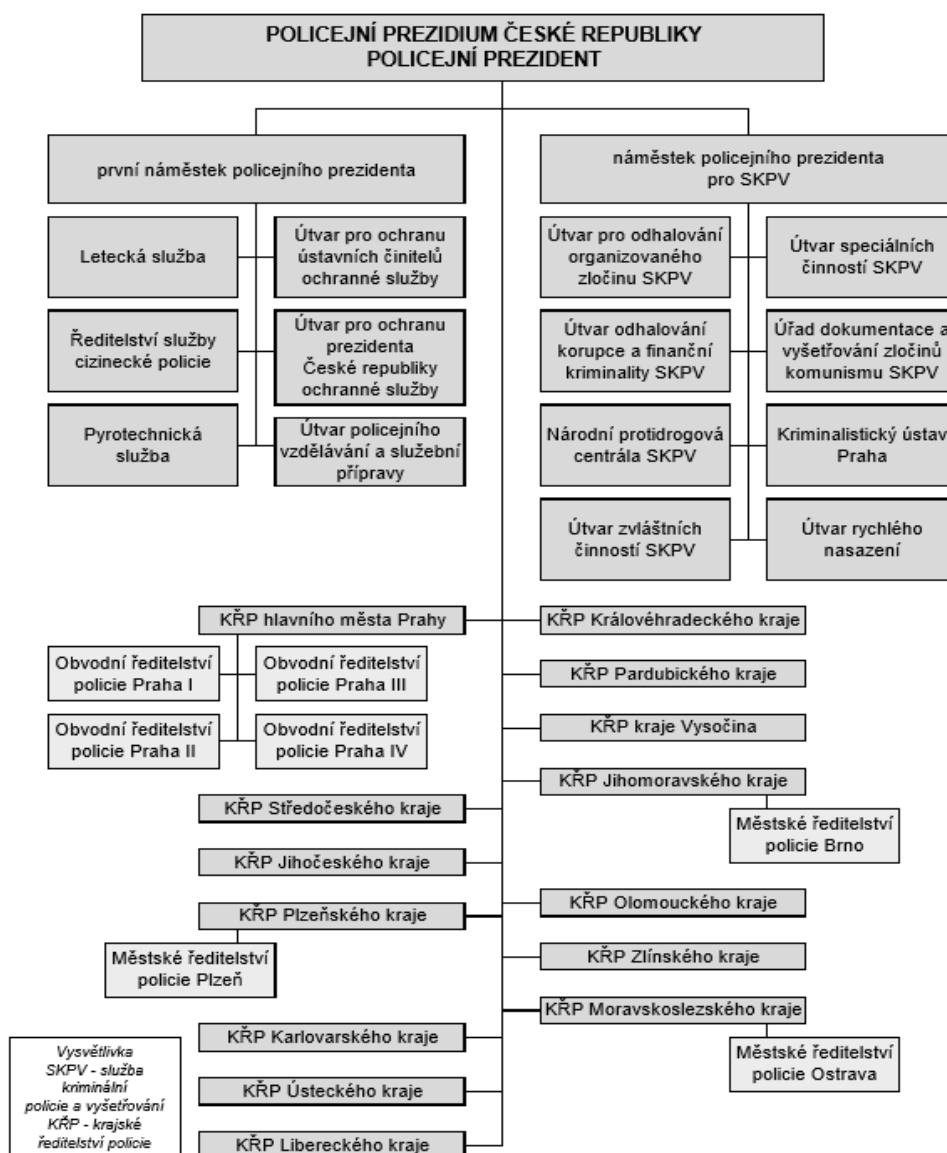 POLICEJNÍ PREZIDIUM ČESKÉ REPUBLIKY
POLICEJNÍ PREZIDENT
první náměstek policejního prezidenta
Letecká služba
Útvar pro ochranu
ústavních činitelů
ochranné služby
Ředitelství služby
cizinecké policie
Útvar pro ochranu
prezidenta
České republiky
ochranné služby
Pyrotechnická
služba
Útvar policejního
vzdělávání a služební
přípravy
náměstek policejního prezidenta
pro SKPV
Útvar pro odhalování
organizovaného
zločinu SKPV
Útvar speciálních
činností SKPV
Útvar odhalování
korupce a finanční
kriminality SKPV
Úřad dokumentace a
vyšetřování zločinů
komunismu SKPV
Národní protidrogová
centrála SKPV
Kriminalistický ústav
Praha
Útvar zvláštních
činností SKPV
Útvar rychlého
nasazení
KŘP hlavního města Prahy
Obvodní ředitelství
policie Praha I
Obvodní ředitelství
policie Praha III
Obvodní ředitelství
policie Praha II
Obvodní ředitelství
policie Praha IV
KŘP Středočeského kraje
KŘP Jihočeského kraje
KŘP Plzeňského kraje
Městské ředitelství
policie Plzeň
KŘP Karlovarského kraje
KŘP Ústeckého kraje
KŘP Libereckého kraje
KŘP Královéhradeckého kraje
KŘP Pardubického kraje
KŘP kraje Vysočina
KŘP Jihomoravského kraje
Městské ředitelství
policie Brno
KŘP Olomouckého kraje
KŘP Zlínského kraje
KŘP Moravskoslezského kraje
Městské ředitelství
policie Ostrava
Vysvětlivka
SKPV - služba
kriminální
policie a vyšetřování
KŘP - krajské
ředitelství policie